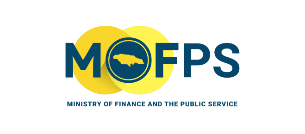 MOFPS
MINISTRY OF FINANCE AND THE PUBLIC SERVICE